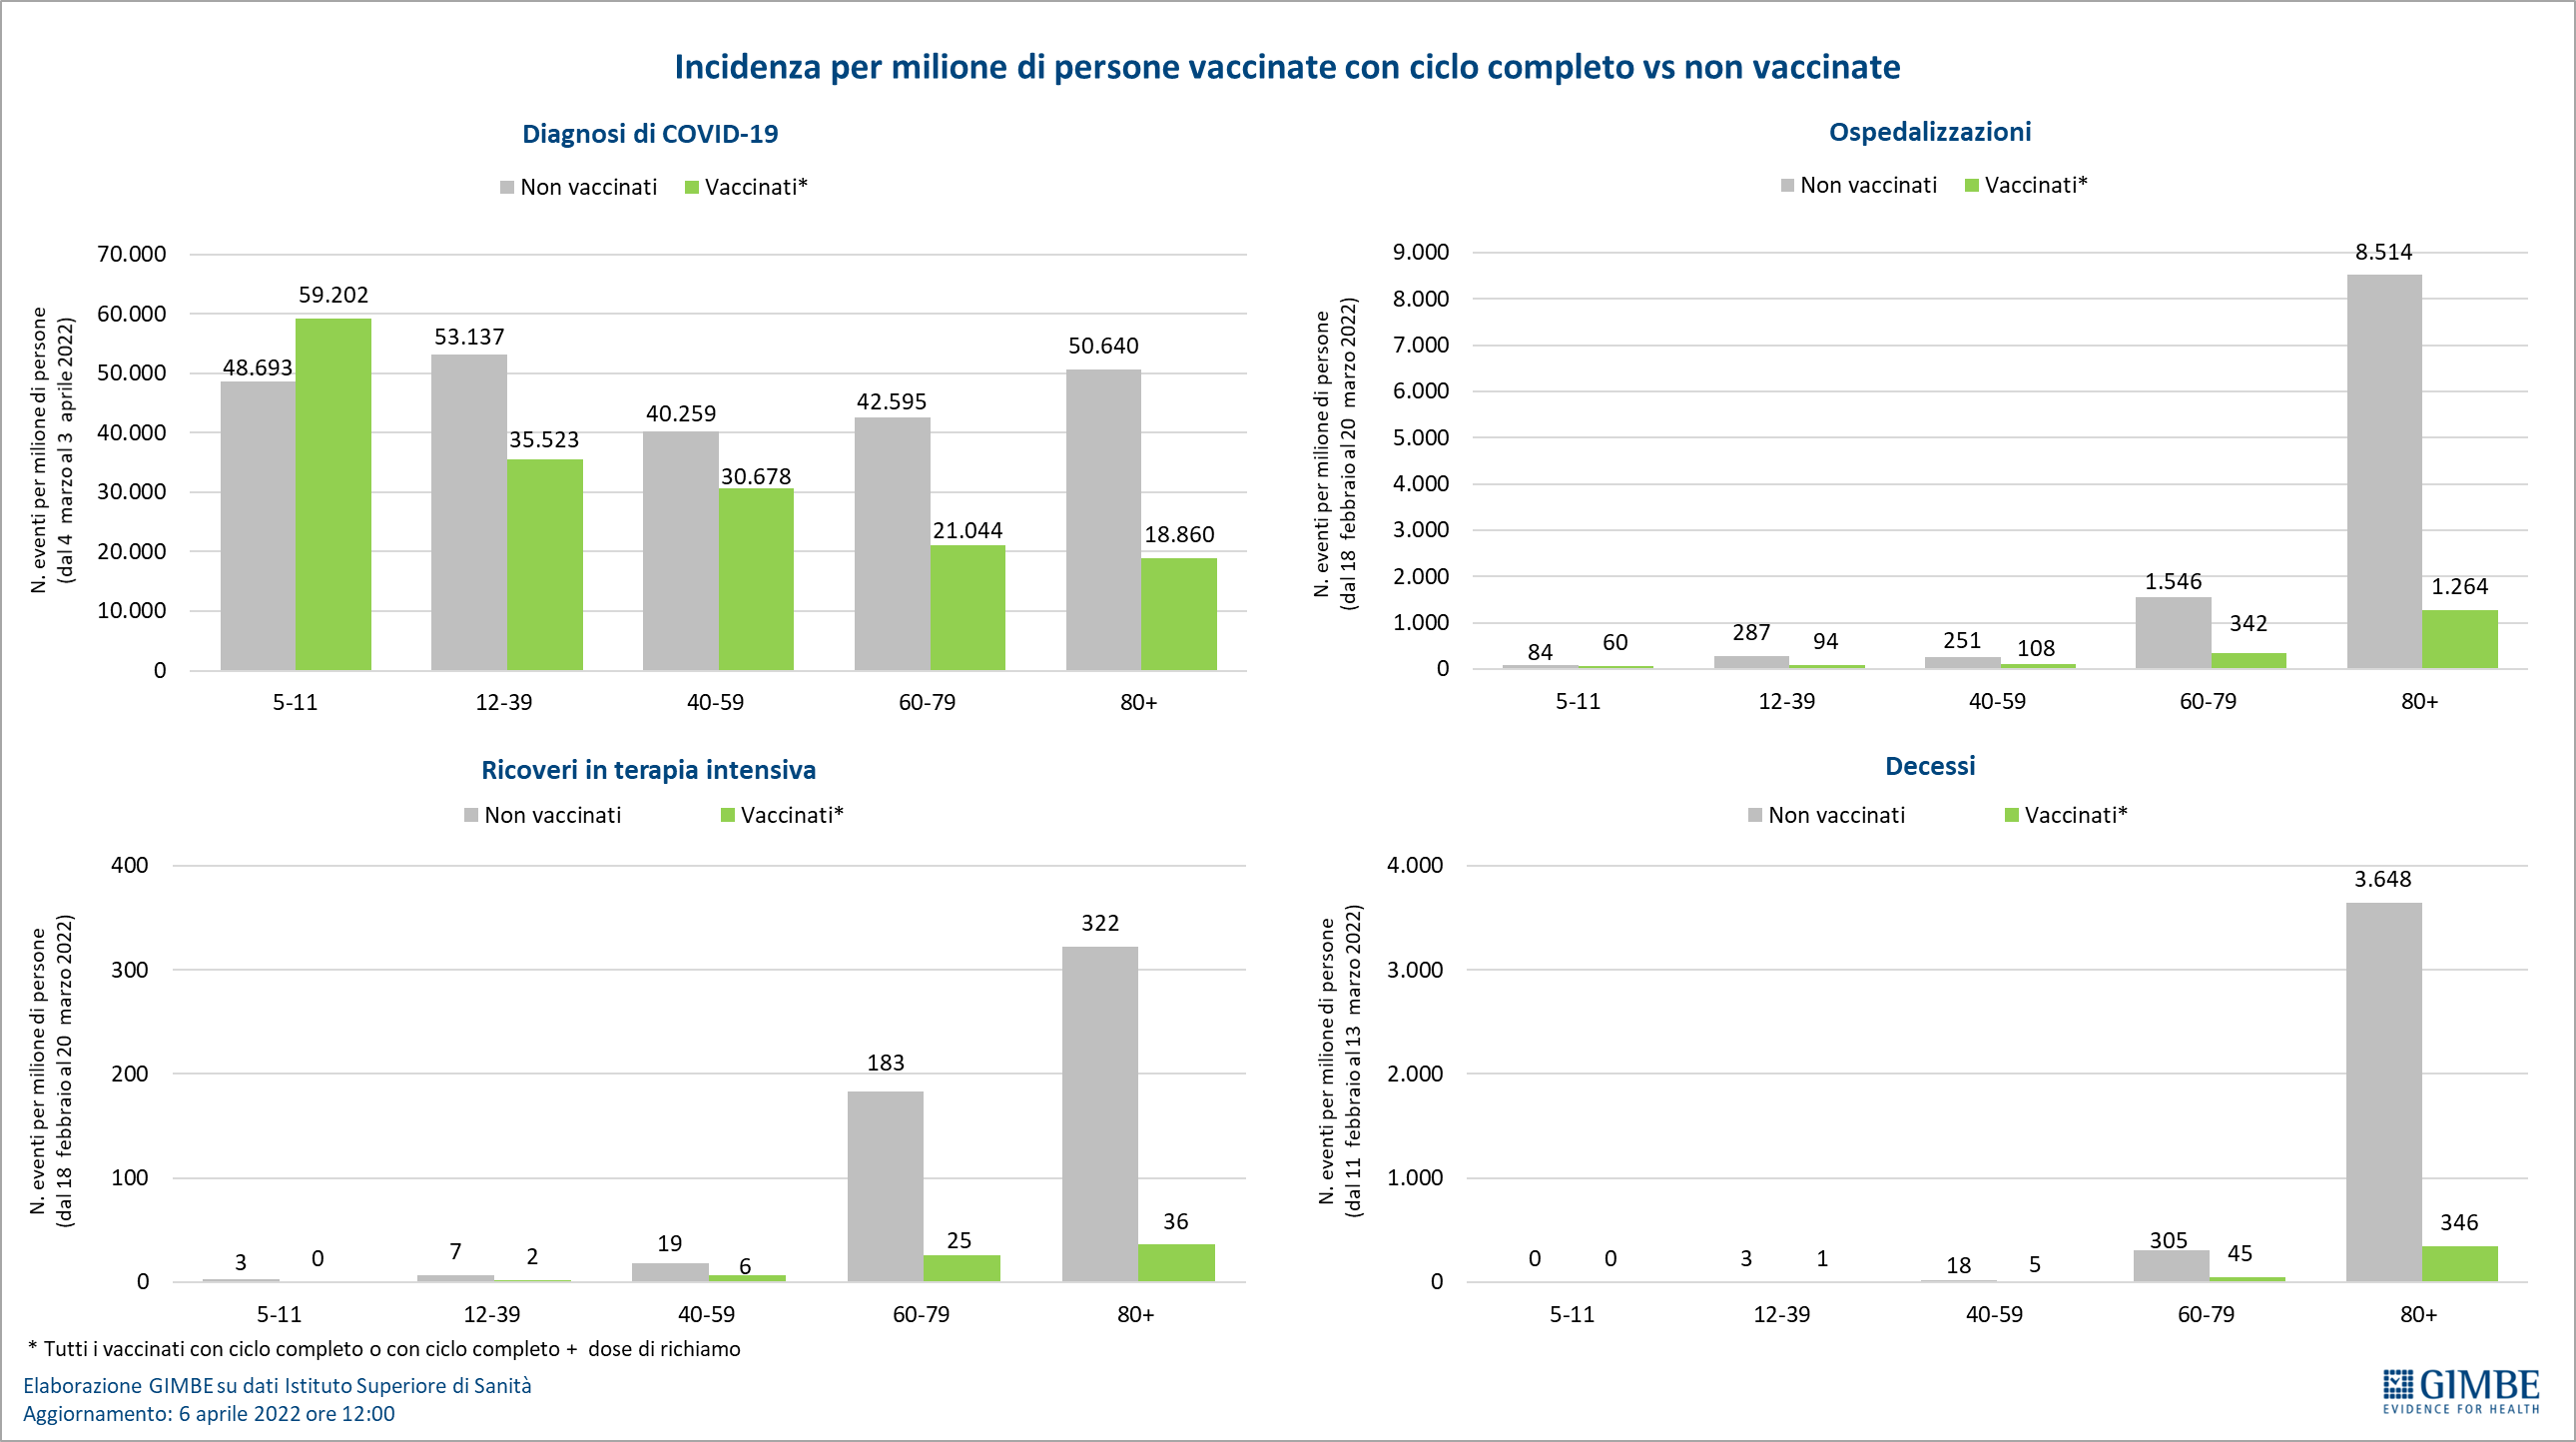 Incidenza per milione di persone vaccinate con ciclo completo vs non vaccinate
Diagnosi di COVID-19
Non vaccinati Vaccinati*
N. eventi per milione di persone
(dal 4 marzo al 3 aprile 2022)
70.000
60.000
50.000
40.000
30.000
20.000
10.000
0
48.693 59.202 53.137 35.523 40.259 30.678 42.595 21.044 50.640 18.860
5-11 12-39 40-59 60-79 80+
Ospedalizzazioni
Non vaccinati Vaccinati*
N. eventi per milione di persone
(dal 18 febbraio al 20 marzo 2022)
9.000
8.000
7.000
6.000
5.000
4.000
3.000
2.000
1.000
0
84 60 287 94 251 108 1.546 342 8.514 1.264
5-11 12-39 40-59 60-79 80+
Ricoveri in terapia intensiva
Non vaccinati Vaccinati*
N. eventi per milione di persone
(dal 18 febbraio al 20 marzo 2022)
400
300
200
100
0
3 0 7 2 19 6 183 25 322 36
5-11 12-39 40-59 60-79 80+
Decessi
Non vaccinati Vaccinati*
N. eventi per milione di persone
(dal 11 febbraio al 13 marzo 2022)
4.000
3.000
2.000
1.000
0
0 0 3 1 18 5 305 45 3.648 346
5-11 12-39 40-59 60-79 80+
* Tutti i vaccinati con ciclo completo o con ciclo completo + dose di richiamo
Elaborazione GIMBE su dati Istituto Superiore di Sanità
Aggiornamento: 6 aprile 2022 ore 12:00
GIMBE
EVIDENCE FOR HEALTH